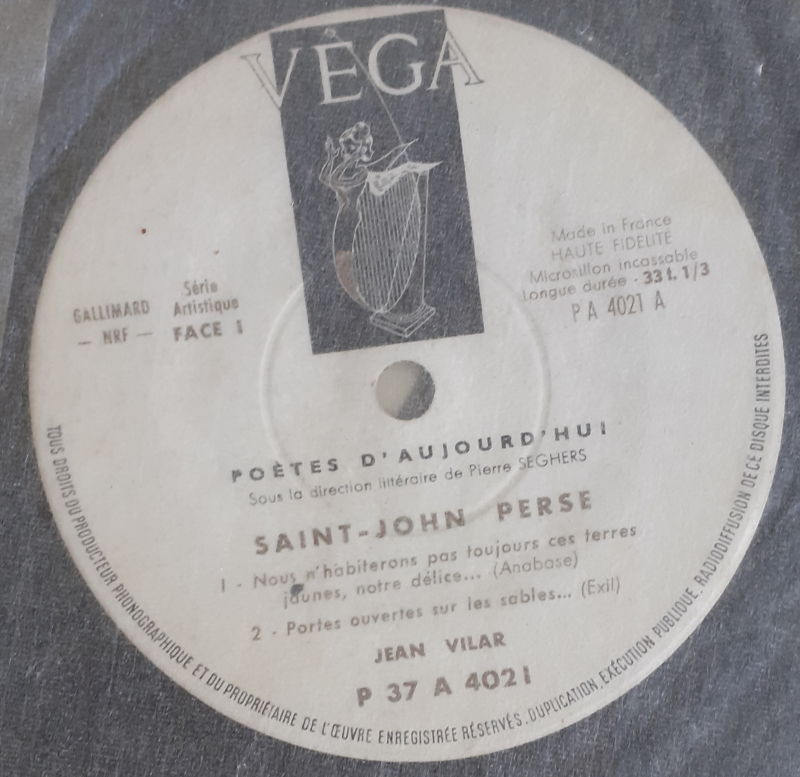 VÉGA
GALLIMARD
— NRF —
Série
Artistique
FACE 1
Made in France
HAUTE FIDELITE
Microsillon incassable
Longue durée - 33 t. 1/3
PA 4021 A
POÈTES D'AUJOURD'HUI
Sous la direction littéraire de Pierre SEGHERS
SAINT-JOHN PERSE
1 - Nous n'habiterons pas toujours ces terres
jaunes, notre délice... (Anabase)
2 - Portes ouvertes sur les sables... (Exil)
JEAN VILAR
P 37 A 4021
TOUS DROITS DU PRODUCTEUR PHONOGRAPHIQUE ET DU PROPRIÉTAIRE DE L'ŒUVRE ENREGISTRÉE RÉSERVÉS. DUPLICATION, EXÉCUTION PUBLIQUE, RADIODIFFUSION DE CE DISQUE INTERDITES